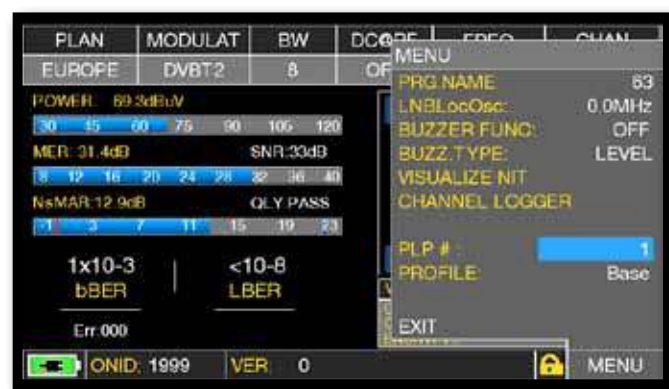 PLAN MODULAT BW
EUROPE DVBT2 8 OF
POWER: 69.3dBuV
30 45 60 75 90 105 120
MER: 31.4dB SNR:33dB
8 12 16 20 24 28 32 36 40
NsMAR:12.9dB QLY PASS
-1 3 7 11 15 19 23
1x10-3 <10-8
bBER LBER
Err:000
ONID: 1999 VER: 0
MENU
PRG NAME 63
LNBLocOsc: 0.0MHz
BUZZER FUNC: OFF
BUZZ.TYPE: LEVEL
VISUALIZE NIT
CHANNEL LOGGER
PLP # 1
PROFILE: Base
EXIT
MENU